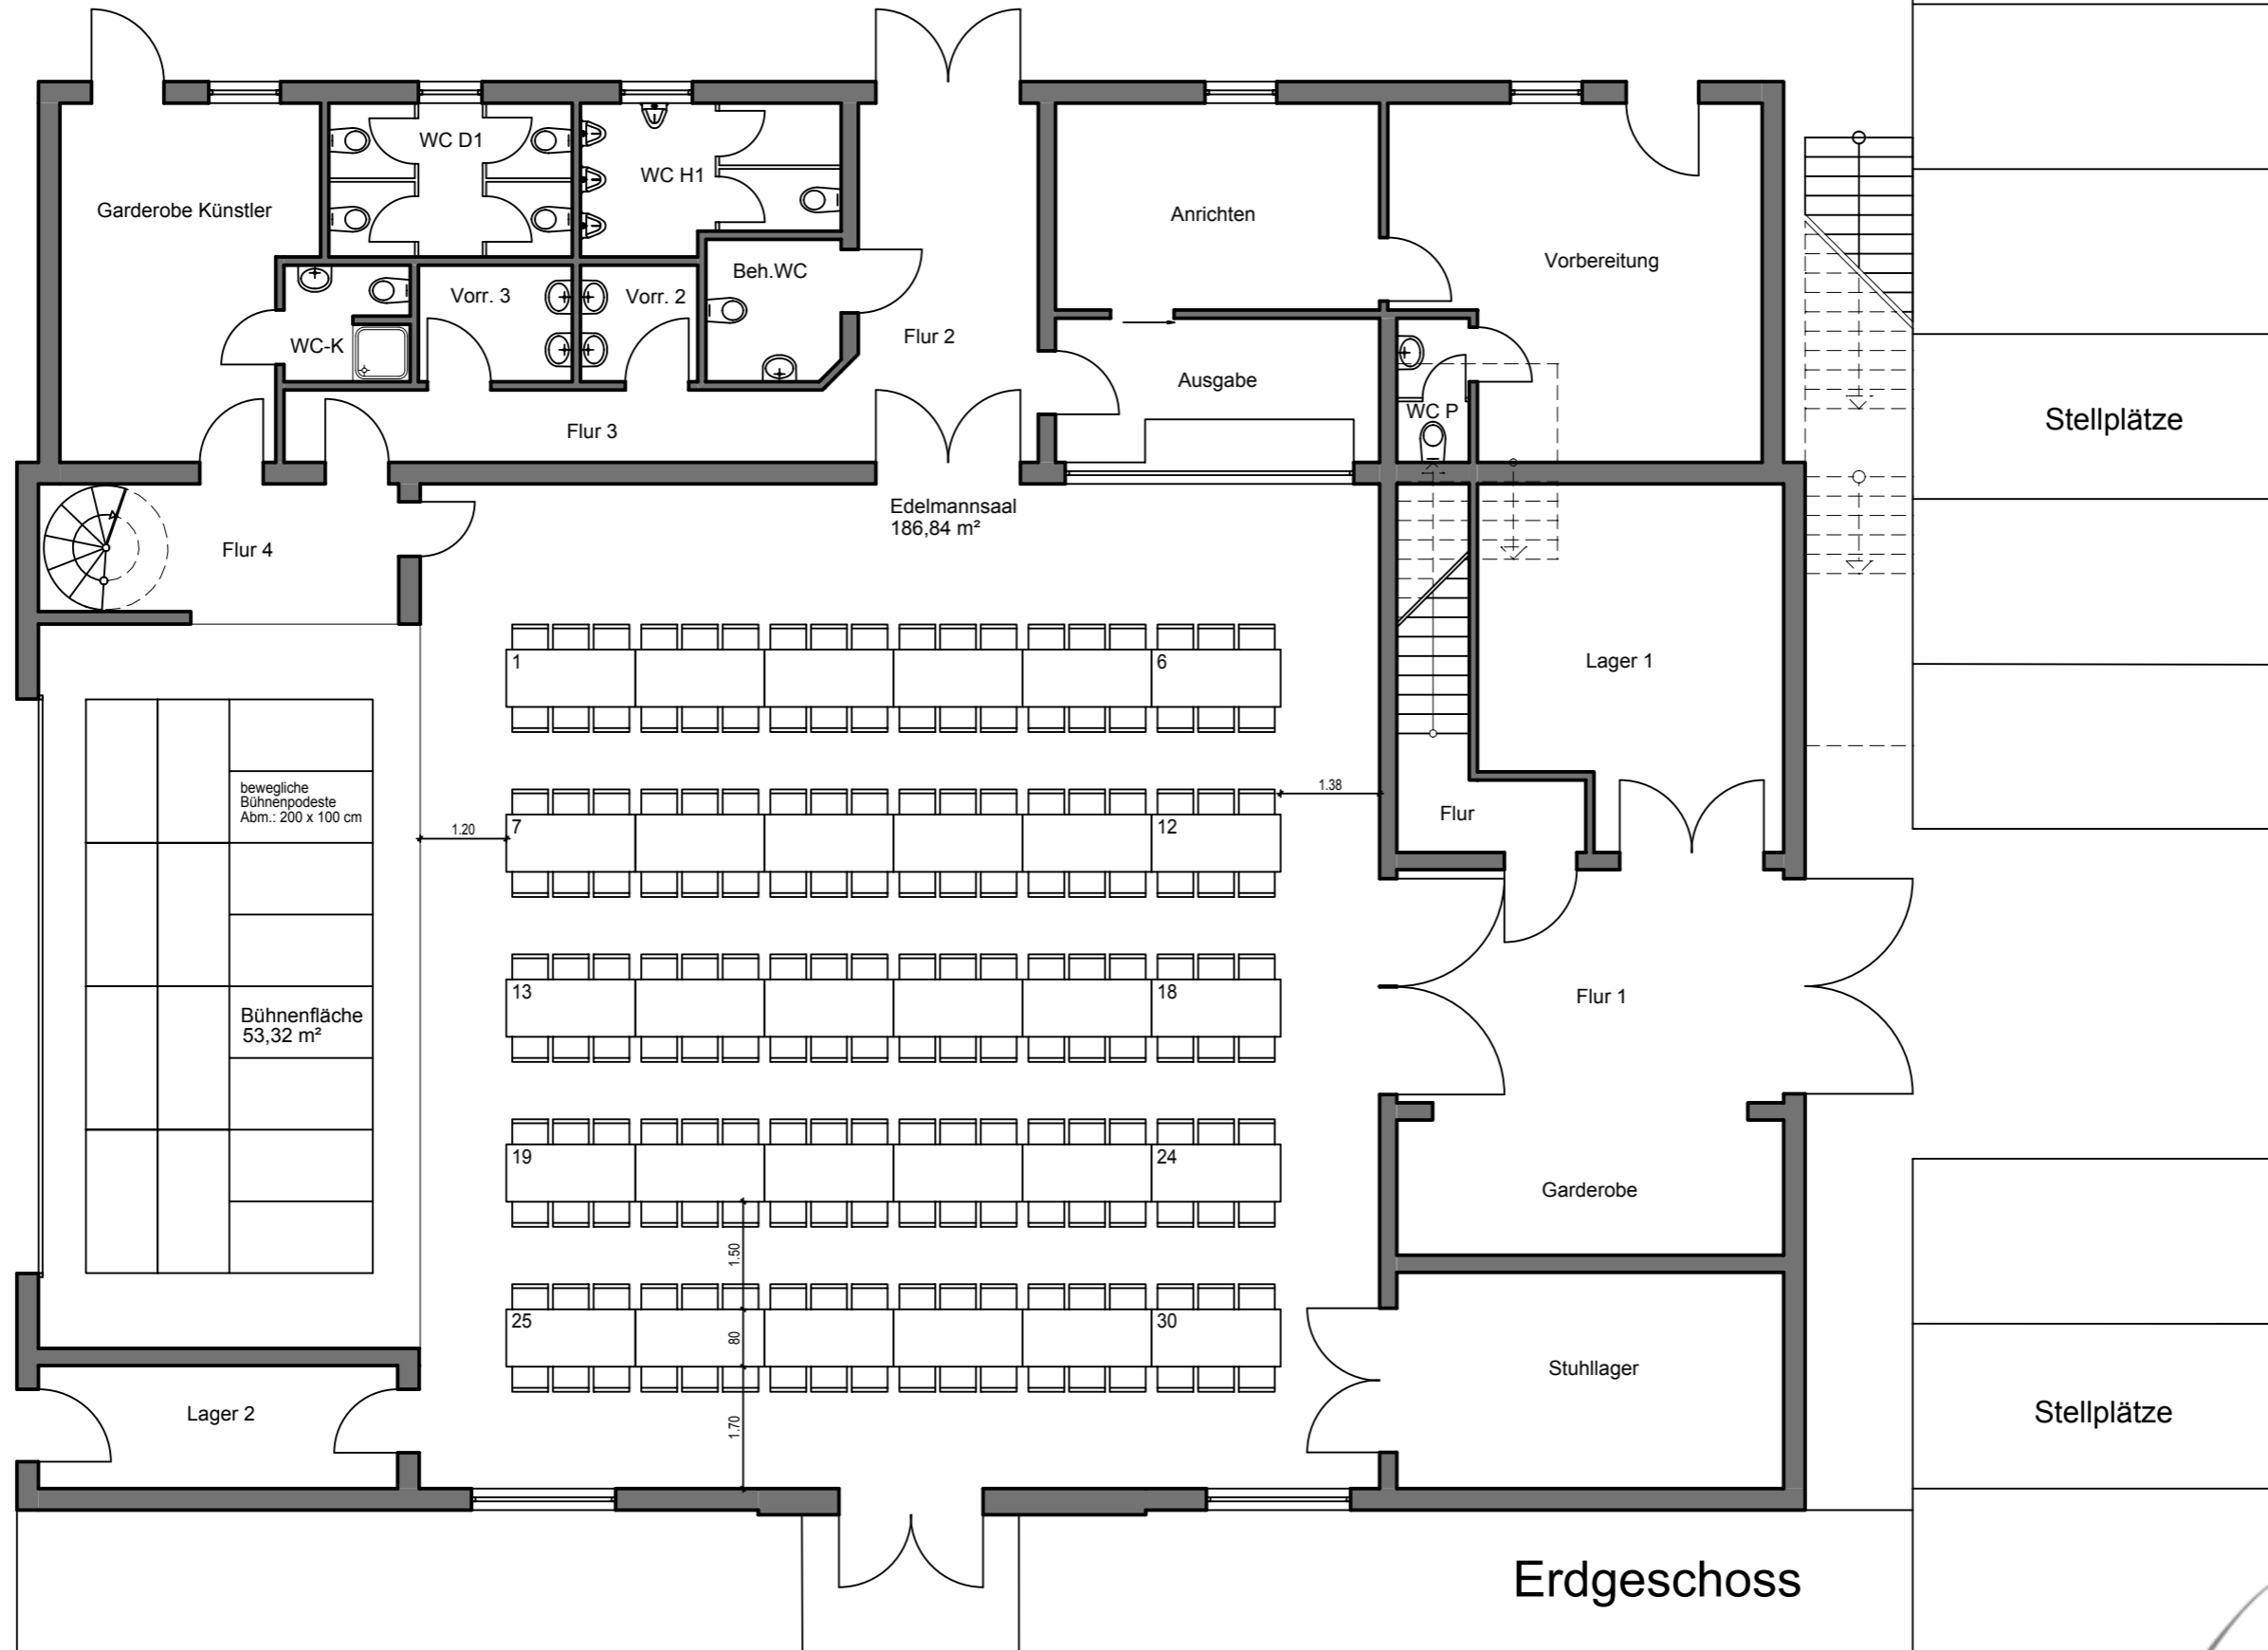 WC D1
WC H1
Garderobe Künstler
Anrichten
Vorbereitung
Beh.WC
Vorr. 3
Vorr. 2
WC-K
Flur 2
Ausgabe
WC P
Stellplätze
Flur 3
Edelmannsaal
186,84 m²
Flur 4
1
6
Lager 1
bewegliche
Bühnenpodeste
Abm.: 200 x 100 cm
1.20
7
12
1.38
Flur
13
18
Flur 1
Bühnenfläche
53,32 m²
19
24
Garderobe
1.50
25
80
30
Stuhllager
1.70
Lager 2
Stellplätze
Erdgeschoss